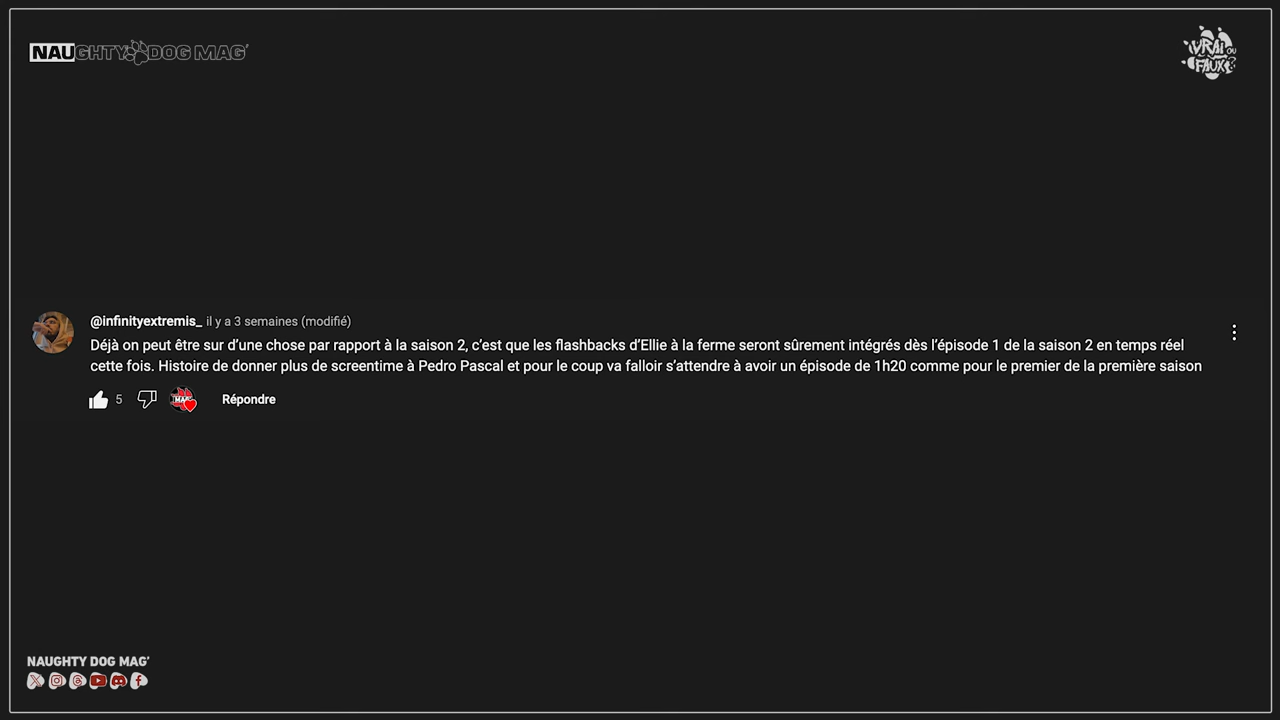 NAUGHTY DOG MAG'
VRAI OU
FAUX?
@infinityextremis_ il y a 3 semaines (modifié)
Déjà on peut être sur d’une chose par rapport à la saison 2, c’est que les flashbacks d’Ellie à la ferme seront sûrement intégrés dès l’épisode 1 de la saison 2 en temps réel
cette fois. Histoire de donner plus de screentime à Pedro Pascal et pour le coup va falloir s’attendre à avoir un épisode de 1h20 comme pour le premier de la première saison
5 MAG' Répondre
NAUGHTY DOG MAG'